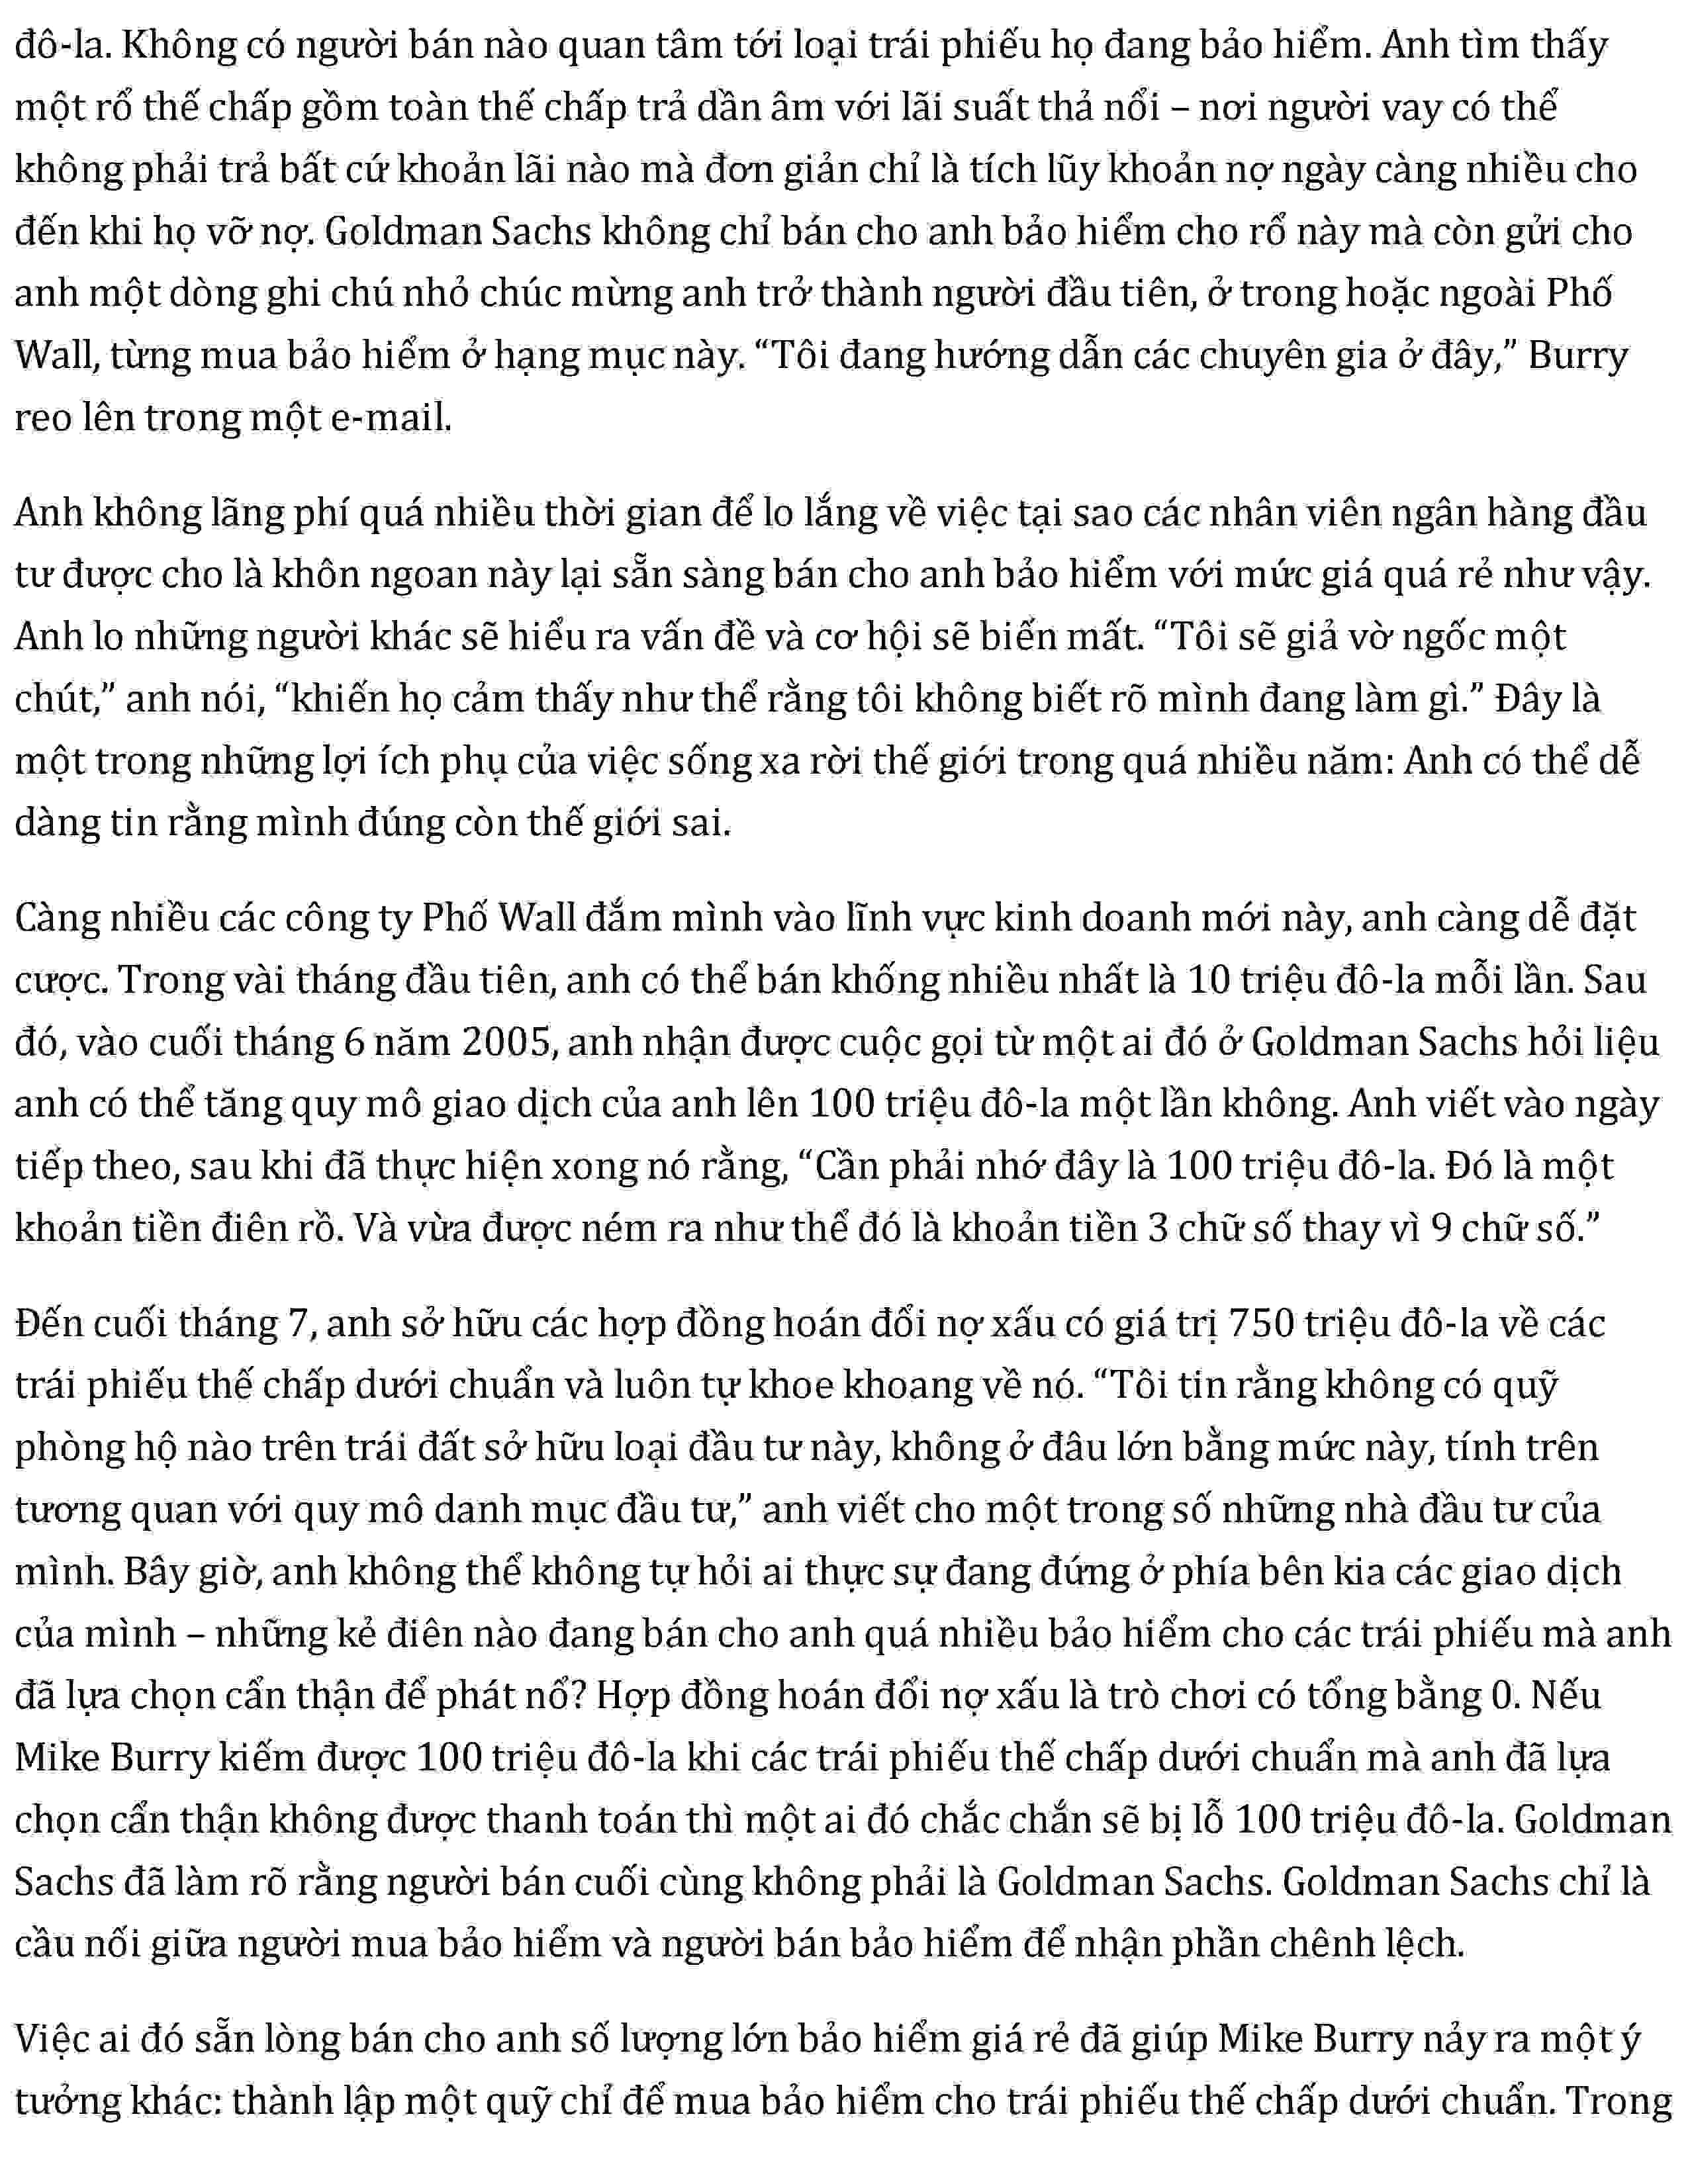 đô-la. Không có người bán nào quan tâm tới loại trái phiếu họ đang bảo hiểm. Anh tìm thấy
một rổ thế chấp gồm toàn thế chấp trả dần âm với lãi suất thả nổi – nơi người vay có thể
không phải trả bất cứ khoản lãi nào mà đơn giản chỉ là tích lũy khoản nợ ngày càng nhiều cho
đến khi họ vỡ nợ. Goldman Sachs không chỉ bán cho anh bảo hiểm cho rổ này mà còn gửi cho
anh một dòng ghi chú nhỏ chúc mừng anh trở thành người đầu tiên, ở trong hoặc ngoài Phố
Wall, từng mua bảo hiểm ở hạng mục này. “Tôi đang hướng dẫn các chuyên gia ở đây,” Burry
reo lên trong một e-mail.
Anh không lãng phí quá nhiều thời gian để lo lắng về việc tại sao các nhân viên ngân hàng đầu
tư được cho là khôn ngoan này lại sẵn sàng bán cho anh bảo hiểm với mức giá quá rẻ như vậy.
Anh lo những người khác sẽ hiểu ra vấn đề và cơ hội sẽ biến mất. “Tôi sẽ giả vờ ngốc một
chút,” anh nói, “khiến họ cảm thấy như thể rằng tôi không biết rõ mình đang làm gì.” Đây là
một trong những lợi ích phụ của việc sống xa rời thế giới trong quá nhiều năm: Anh có thể dễ
dàng tin rằng mình đúng còn thế giới sai.
Càng nhiều các công ty Phố Wall đắm mình vào lĩnh vực kinh doanh mới này, anh càng dễ đặt
cược. Trong vài tháng đầu tiên, anh có thể bán khống nhiều nhất là 10 triệu đô-la mỗi lần. Sau
đó, vào cuối tháng 6 năm 2005, anh nhận được cuộc gọi từ một ai đó ở Goldman Sachs hỏi liệu
anh có thể tăng quy mô giao dịch của anh lên 100 triệu đô-la một lần không. Anh viết vào ngày
tiếp theo, sau khi đã thực hiện xong nó rằng, “Cần phải nhớ đây là 100 triệu đô-la. Đó là một
khoản tiền điên rồ. Và vừa được ném ra như thể đó là khoản tiền 3 chữ số thay vì 9 chữ số.”
Đến cuối tháng 7, anh sở hữu các hợp đồng hoán đổi nợ xấu có giá trị 750 triệu đô-la về các
trái phiếu thế chấp dưới chuẩn và luôn tự khoe khoang về nó. “Tôi tin rằng không có quỹ
phòng hộ nào trên trái đất sở hữu loại đầu tư này, không ở đâu lớn bằng mức này, tính trên
tương quan với quy mô danh mục đầu tư,” anh viết cho một trong số những nhà đầu tư của
mình. Bây giờ, anh không thể không tự hỏi ai thực sự đang đứng ở phía bên kia các giao dịch
của mình – những kẻ điên nào đang bán cho anh quá nhiều bảo hiểm cho các trái phiếu mà anh
đã lựa chọn cẩn thận để phát nổ? Hợp đồng hoán đổi nợ xấu là trò chơi có tổng bằng 0. Nếu
Mike Burry kiếm được 100 triệu đô-la khi các trái phiếu thế chấp dưới chuẩn mà anh đã lựa
chọn cẩn thận không được thanh toán thì một ai đó chắc chắn sẽ bị lỗ 100 triệu đô-la. Goldman
Sachs đã làm rõ rằng người bán cuối cùng không phải là Goldman Sachs. Goldman Sachs chỉ là
cầu nối giữa người mua bảo hiểm và người bán bảo hiểm để nhận phần chênh lệch.
Việc ai đó sẵn lòng bán cho anh số lượng lớn bảo hiểm giá rẻ đã giúp Mike Burry nảy ra một ý
tưởng khác: thành lập một quỹ chỉ để mua bảo hiểm cho trái phiếu thế chấp dưới chuẩn. Trong